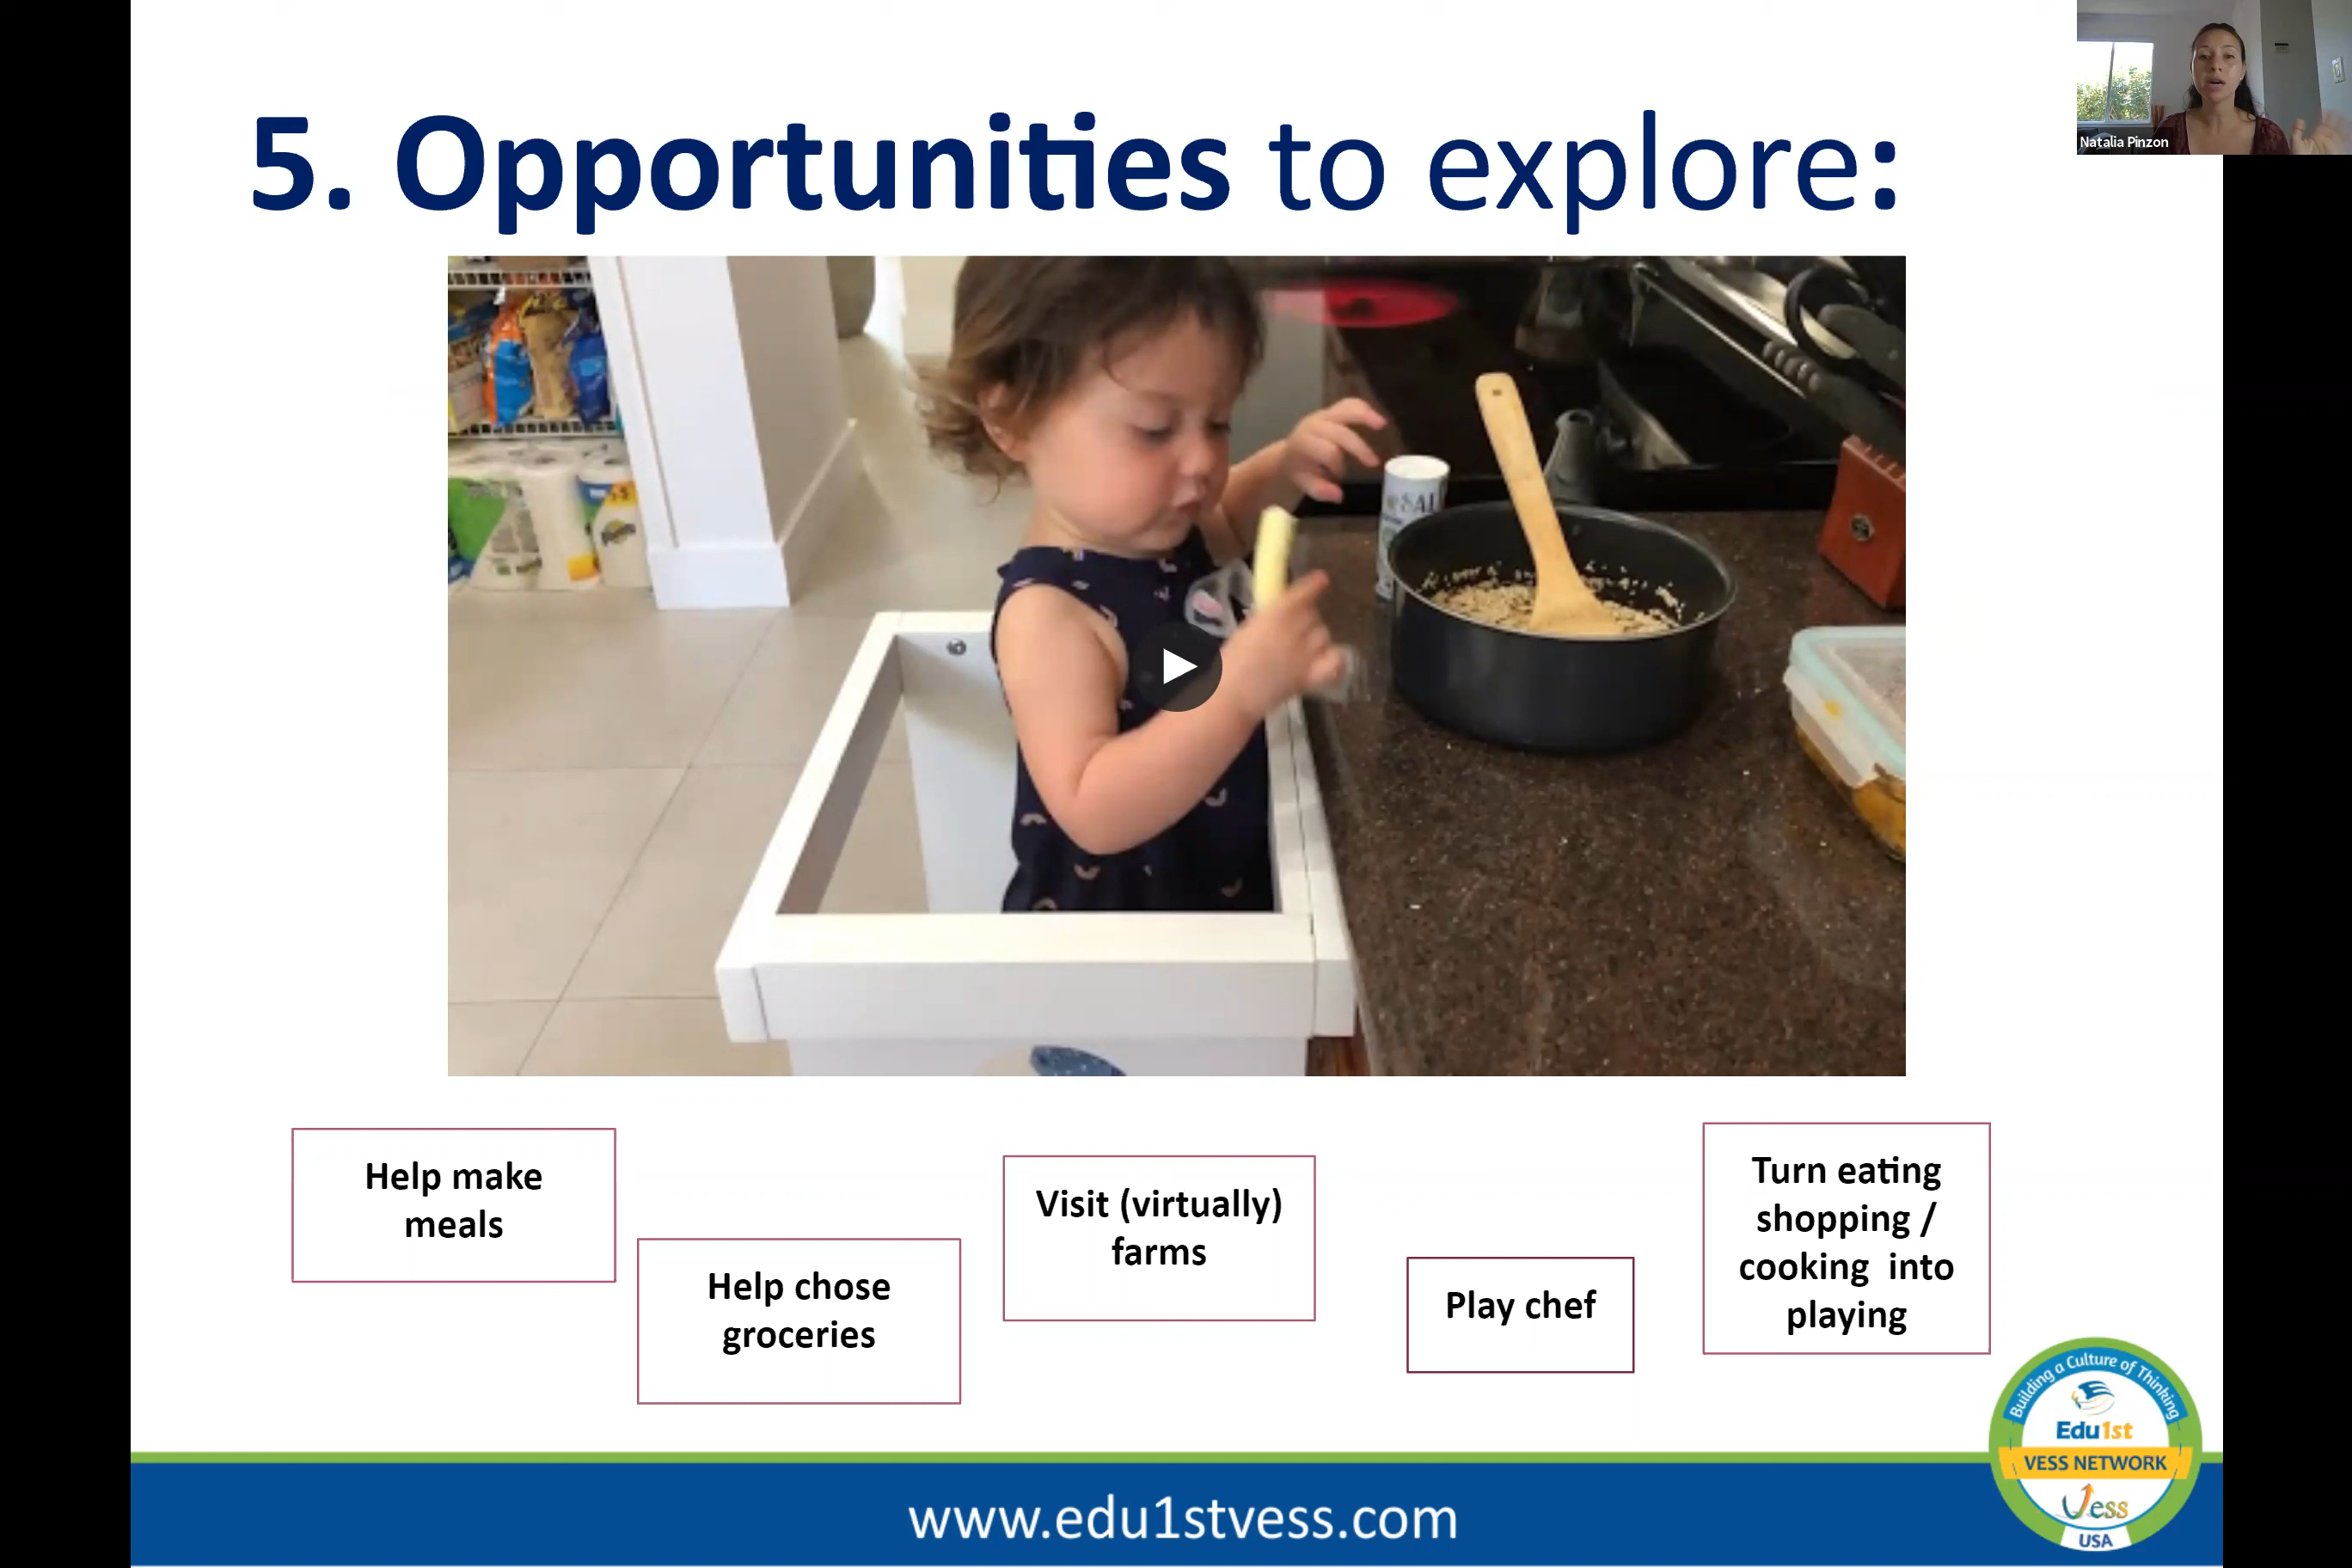 5. Opportunities to explore:
Natalia Pinzon
SAL
Help make
meals
Help chose
groceries
Visit (virtually)
farms
Play chef
Turn eating
shopping /
cooking  into
playing
Building a Culture of Thinking
Edu1st
VESS NETWORK
Vess
USA
www.edu1stvess.com